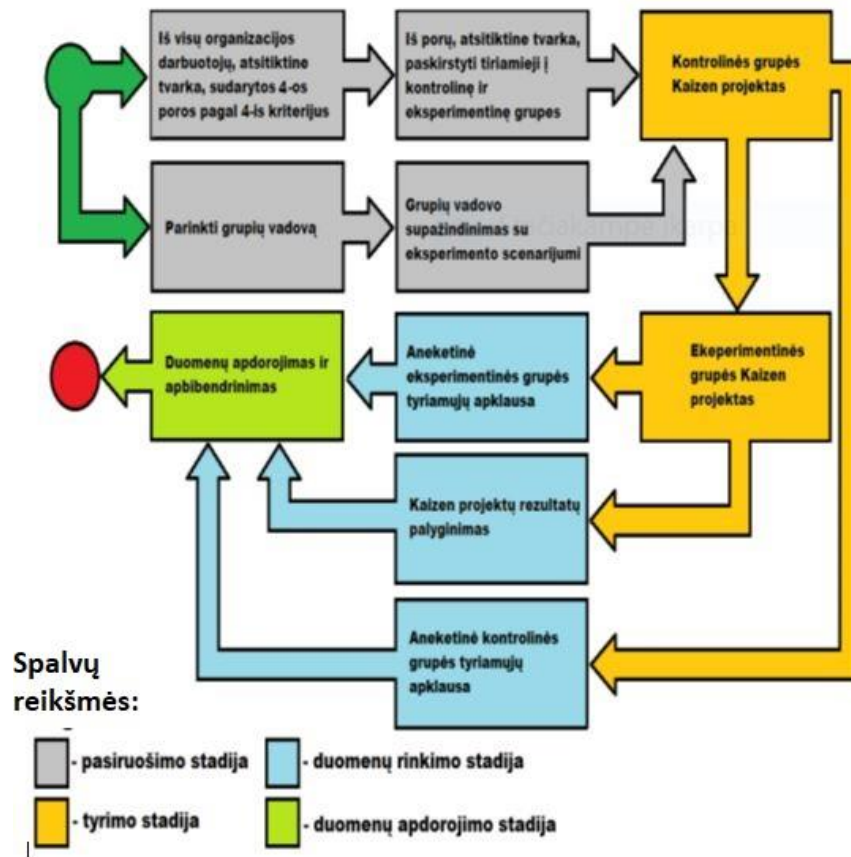 Iš visų organizacijos
darbuotojų, atsitiktine
tvarka, sudarytos 4-os
poros pagal 4-is kriterijus
Iš porų, atsitiktine tvarka,
paskirstyti tiriamieji į
kontrolinę ir
eksperimentinę grupes
Kontrolinės grupės
Kaizen projektas
Parinkti grupių vadovą
Grupių vadovo
supažindinimas su
eksperimento scenarijumi
Duomenų apdorojimas ir
apbibendrinimas
Aneketinė
eksperimentinės grupės
tyriamųjų apklausa
Ekeperimentinės
grupės Kaizen
projektas
Kaizen projektų rezultatų
palyginimas
Aneketinė kontrolinės
grupės tyriamųjų
apklausa
Spalvų
reikšmės:
- pasiruošimo stadija
- duomenų rinkimo stadija
- tyrimo stadija
- duomenų apdorojimo stadija